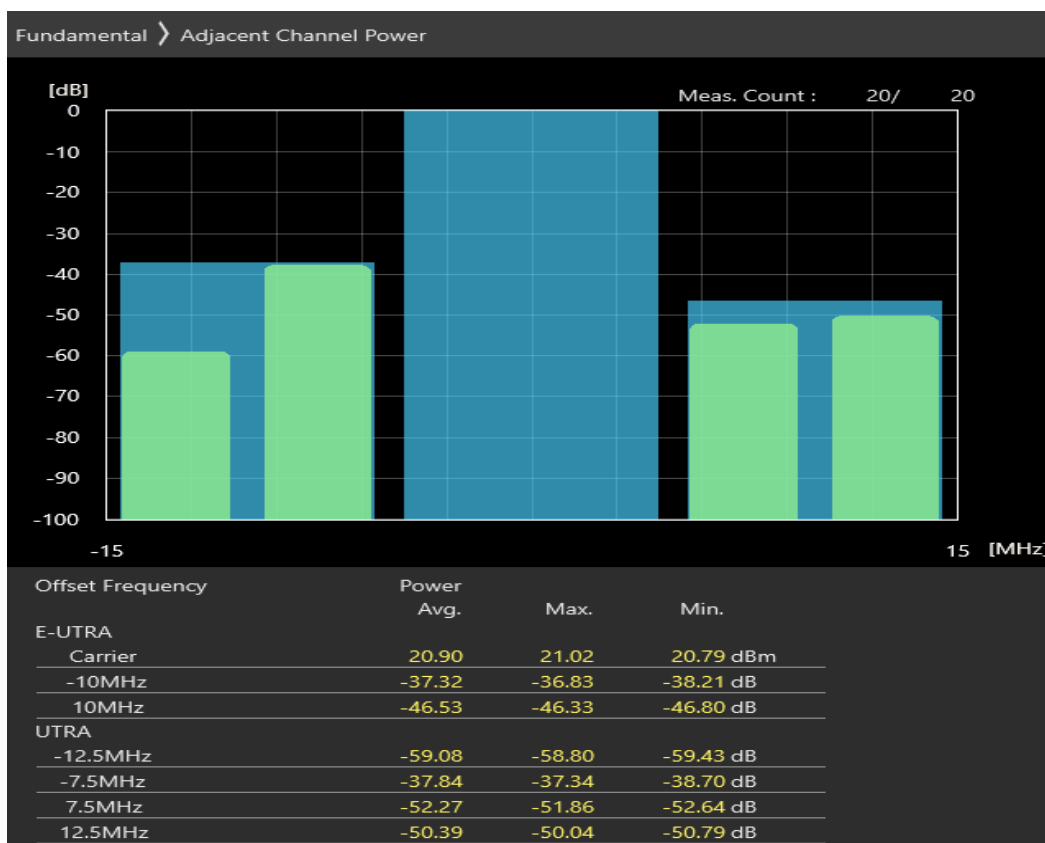 Fundamental 》 Adjacent Channel Power
[dB]
Meas. Count : 20/ 20
0
-10
-20
-30
-40
-50
-60
-70
-80
-90
-100
-15 15 [MHz]
Offset Frequency Power
Avg. Max. Min.
E-UTRA
Carrier 20.90 21.02 20.79 dBm
-10MHz -37.32 -36.83 -38.21 dB
10MHz -46.53 -46.33 -46.80 dB
UTRA
-12.5MHz -59.08 -58.80 -59.43 dB
-7.5MHz -37.84 -37.34 -38.70 dB
7.5MHz -52.27 -51.86 -52.64 dB
12.5MHz -50.39 -50.04 -50.79 dB